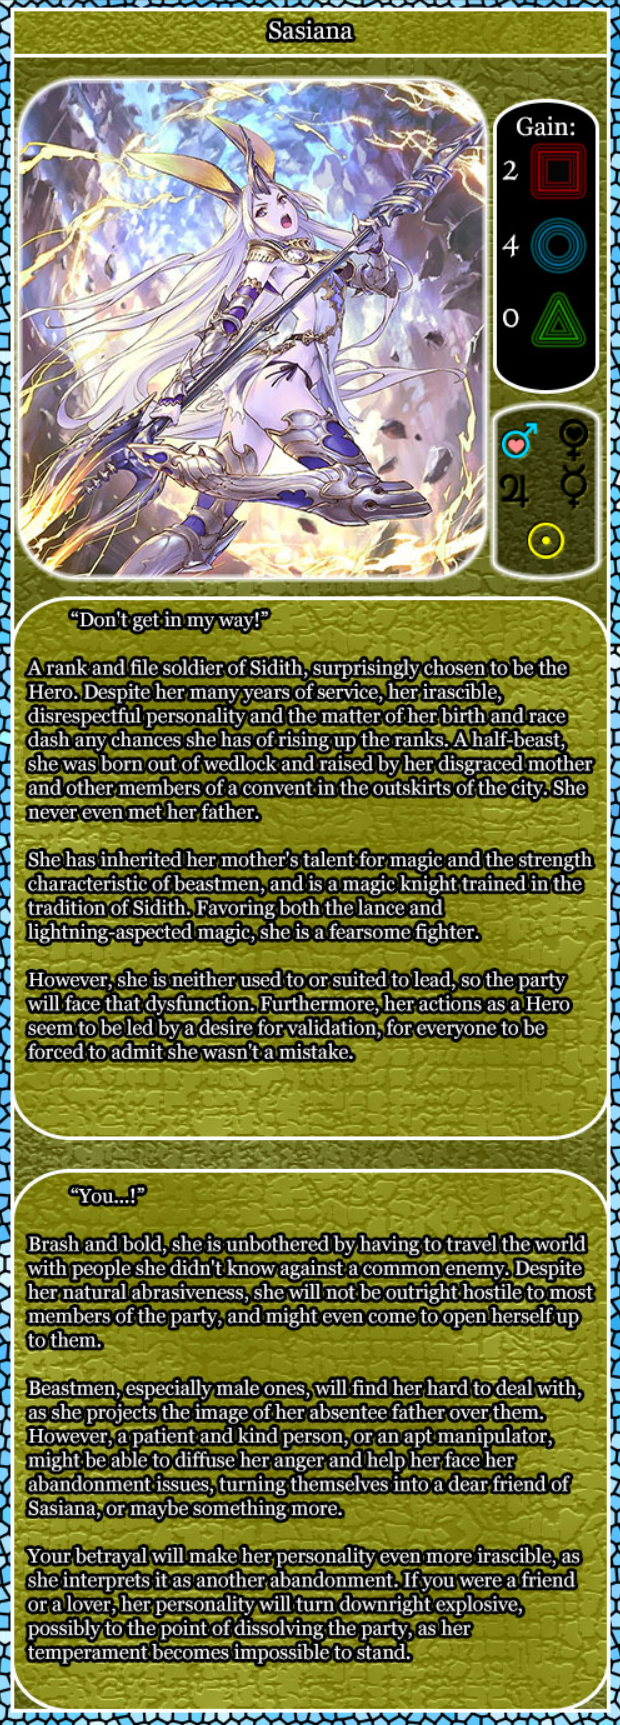 Sasiana
Gain:
2
4
0
“Don't get in my way!”
A rank and file soldier of Sidith, surprisingly chosen to be the
Hero. Despite her many years of service, her irascible,
disrespectful personality and the matter of her birth and race
dash any chances she has of rising up the ranks. A half-beast,
she was born out of wedlock and raised by her disgraced mother
and other members of a convent in the outskirts of the city. She
never even met her father.
She has inherited her mother's talent for magic and the strength
characteristic of beastmen, and is a magic knight trained in the
tradition of Sidith. Favoring both the lance and
lightning-aspected magic, she is a fearsome fighter.
However, she is neither used to or suited to lead, so the party
will face that dysfunction. Furthermore, her actions as a Hero
seem to be led by a desire for validation, for everyone to be
forced to admit she wasn't a mistake.
“You...!”
Brash and bold, she is unbothered by having to travel the world
with people she didn't know against a common enemy. Despite
her natural abrasiveness, she will not be outright hostile to most
members of the party, and might even come to open herself up
to them.
Beastmen, especially male ones, will find her hard to deal with,
as she projects the image of her absentee father over them.
However, a patient and kind person, or an apt manipulator,
might be able to diffuse her anger and help her face her
abandonment issues, turning themselves into a dear friend of
Sasiana, or maybe something more.
Your betrayal will make her personality even more irascible, as
she interprets it as another abandonment. If you were a friend
or a lover, her personality will turn downright explosive,
possibly to the point of dissolving the party, as her
temperament becomes impossible to stand.